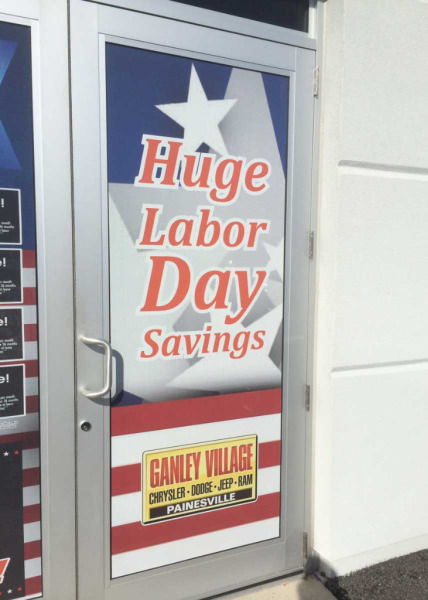 Huge
Labor
Day
Savings
GANLEY VILLAGE
CHRYSLER • DODGE • JEEP • RAM
PAINESVILLE